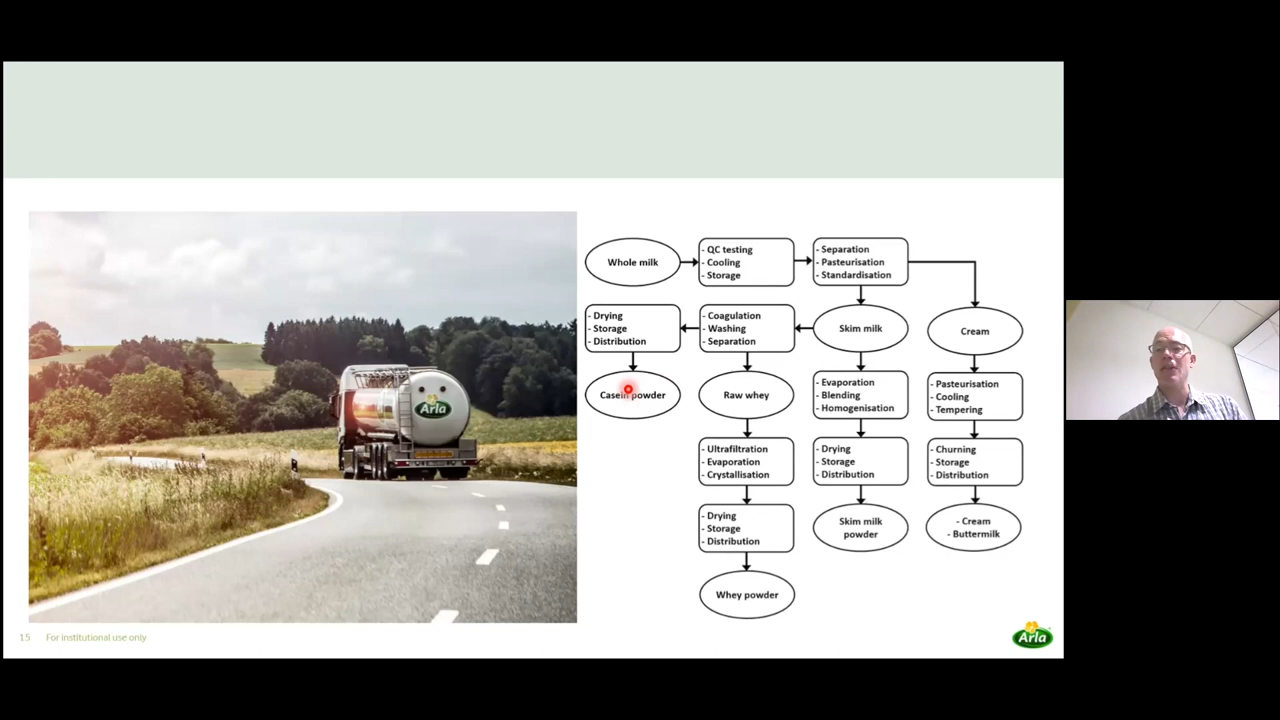 Arla
Whole milk
- QC testing
- Cooling
- Storage
- Separation
- Pasteurisation
- Standardisation
- Drying
- Storage
- Distribution
- Coagulation
- Washing
- Separation
Skim milk
Cream
Casein powder
Raw whey
- Evaporation
- Blending
- Homogenisation
- Pasteurisation
- Cooling
- Tempering
- Ultrafiltration
- Evaporation
- Crystallisation
- Drying
- Storage
- Distribution
- Churning
- Storage
- Distribution
- Drying
- Storage
- Distribution
Skim milk
powder
- Cream
- Buttermilk
Whey powder
15 For institutional use only
Arla